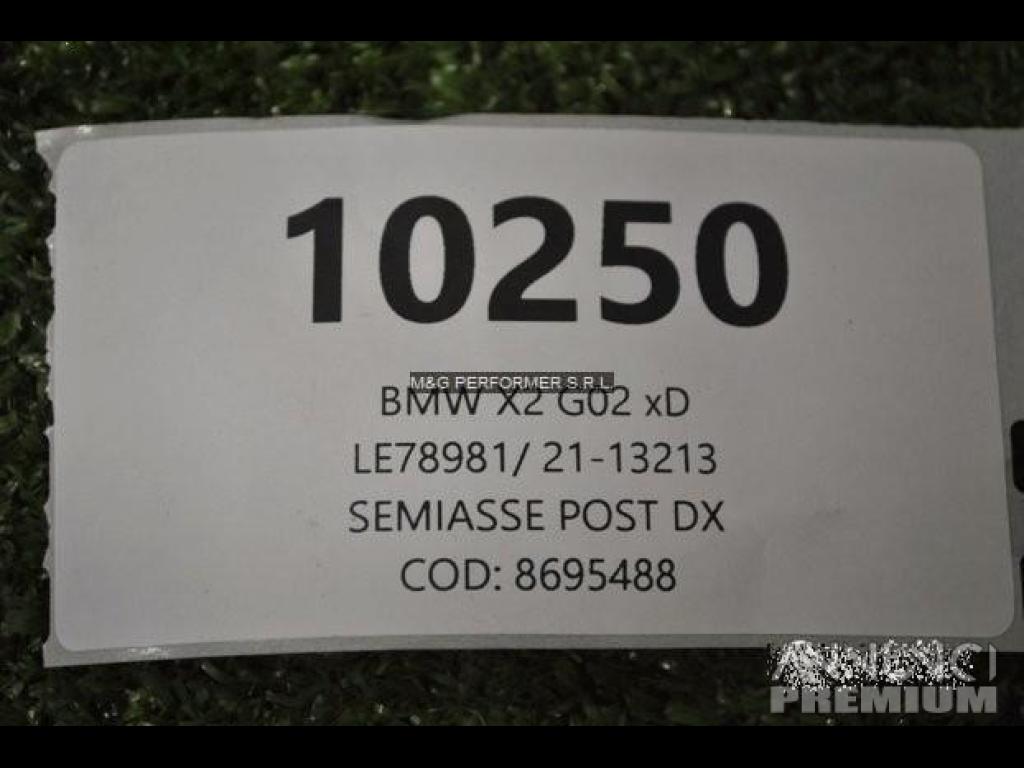 10250
M&G PERFORMER S.R.L.
BMW X2 G02 xD
LE78981/ 21-13213
SEMIASSE POST DX
COD: 8695488
PREMIUM